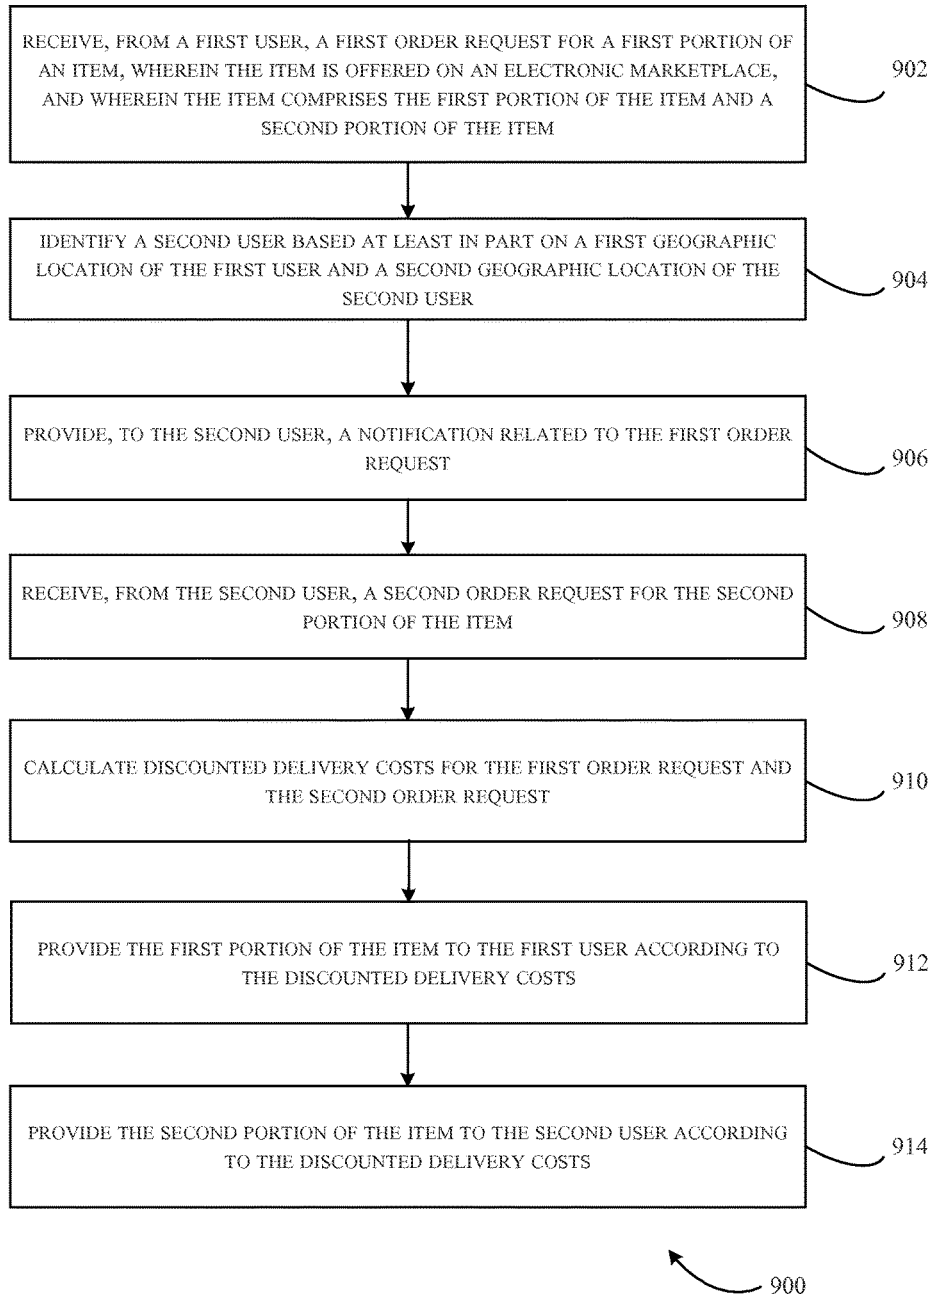 RECEIVE, FROM A FIRST USER, A FIRST ORDER REQUEST FOR A FIRST PORTION OF
AN ITEM, WHEREIN THE ITEM IS OFFERED ON AN ELECTRONIC MARKETPLACE,
AND WHEREIN THE ITEM COMPRISES THE FIRST PORTION OF THE ITEM AND A
SECOND PORTION OF THE ITEM
902
IDENTIFY A SECOND USER BASED AT LEAST IN PART ON A FIRST GEOGRAPHIC
LOCATION OF THE FIRST USER AND A SECOND GEOGRAPHIC LOCATION OF THE
SECOND USER
904
PROVIDE, TO THE SECOND USER, A NOTIFICATION RELATED TO THE FIRST ORDER
REQUEST
906
RECEIVE, FROM THE SECOND USER, A SECOND ORDER REQUEST FOR THE SECOND
PORTION OF THE ITEM
908
CALCULATE DISCOUNTED DELIVERY COSTS FOR THE FIRST ORDER REQUEST AND
THE SECOND ORDER REQUEST
910
PROVIDE THE FIRST PORTION OF THE ITEM TO THE FIRST USER ACCORDING TO
THE DISCOUNTED DELIVERY COSTS
912
PROVIDE THE SECOND PORTION OF THE ITEM TO THE SECOND USER ACCORDING
TO THE DISCOUNTED DELIVERY COSTS
914
900